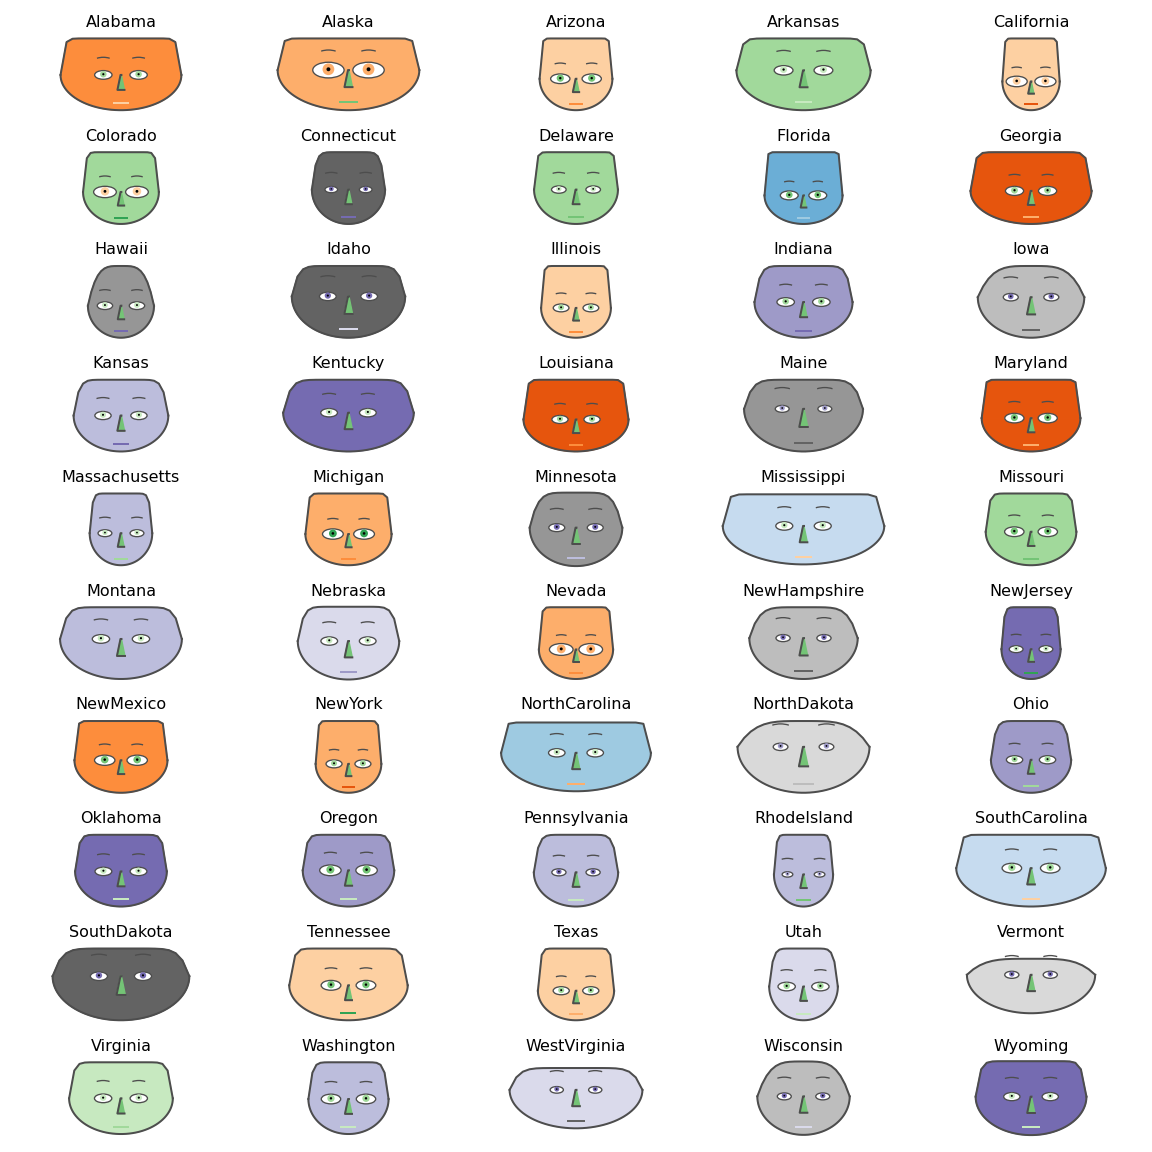 Alabama
Alaska
Arizona
Arkansas
California
Colorado
Connecticut
Delaware
Florida
Georgia
Hawaii
Idaho
Illinois
Indiana
Iowa
Kansas
Kentucky
Louisiana
Maine
Maryland
Massachusetts
Michigan
Minnesota
Mississippi
Missouri
Montana
Nebraska
Nevada
NewHampshire
NewJersey
NewMexico
NewYork
NorthCarolina
NorthDakota
Ohio
Oklahoma
Oregon
Pennsylvania
RhodeIsland
SouthCarolina
SouthDakota
Tennessee
Texas
Utah
Vermont
Virginia
Washington
WestVirginia
Wisconsin
Wyoming